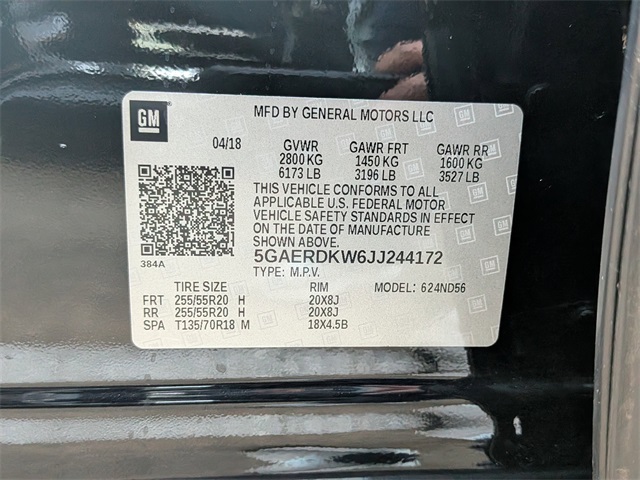 GM
MFD BY GENERAL MOTORS LLC
04/18 GVWR GAWR FRT GAWR RR
2800 KG 1450 KG 1600 KG
6173 LB 3196 LB 3527 LB
THIS VEHICLE CONFORMS TO ALL
APPLICABLE U.S. FEDERAL MOTOR
VEHICLE SAFETY STANDARDS IN EFFECT
ON THE DATE OF MANUFACTURE
SHOWN ABOVE.
384A
5GAERDKW6JJ244172
TYPE: M.P.V. MODEL: 624ND56
TIRE SIZE RIM
FRT 255/55R20 H 20X8J
RR 255/55R20 H 20X8J
SPA T135/70R18 M 18X4.5B